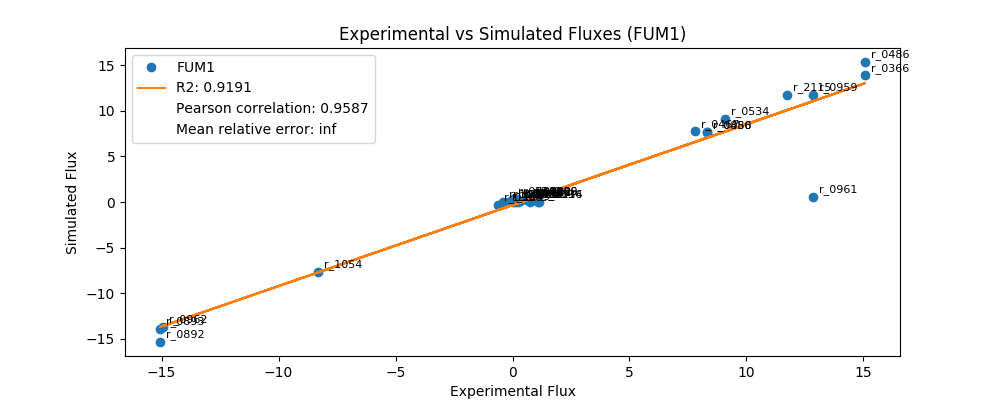 Experimental vs Simulated Fluxes (FUM1)
FUM1
R2: 0.9191
Pearson correlation: 0.9587
Mean relative error: inf
r_0486
r_0366
r_2115
r_0959
r_0534
r_0961
r_1054
r_0962
r_0893
r_0892
15
10
5
0
−5
−10
−15
Simulated Flux
−15
−10
−5
0
5
10
15
Experimental Flux